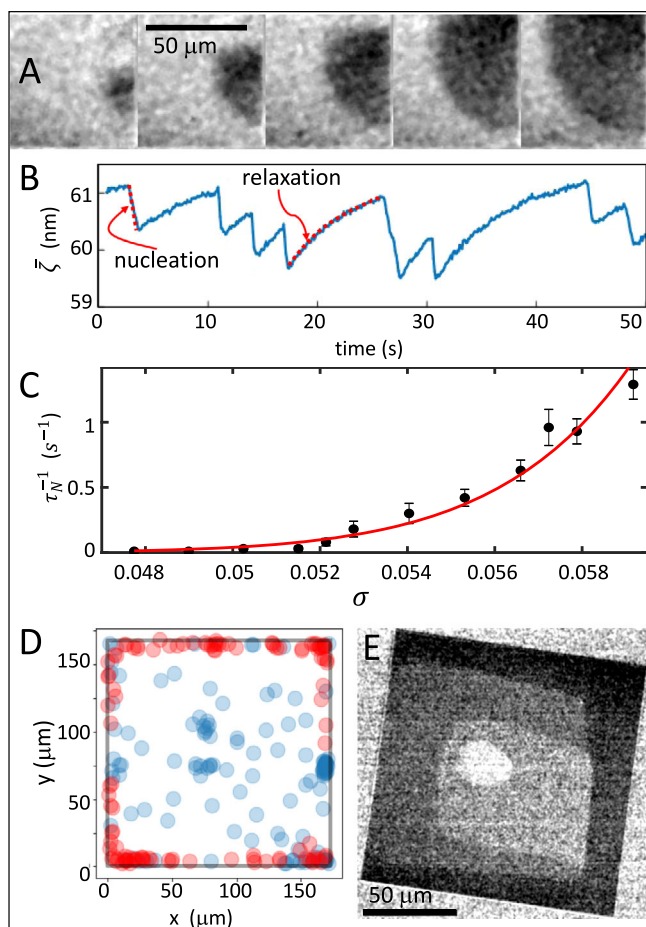 A
50 μm
B
61
60
59
ζ̄ (nm)
nucleation
relaxation
0
10
20
30
40
50
time (s)
C
1
0.5
0
τ_N^{-1} (s⁻¹)
0.048
0.05
0.052
0.054
0.056
0.058
σ
D
150
100
50
0
y (μm)
0
50
100
150
x (μm)
E
50 μm